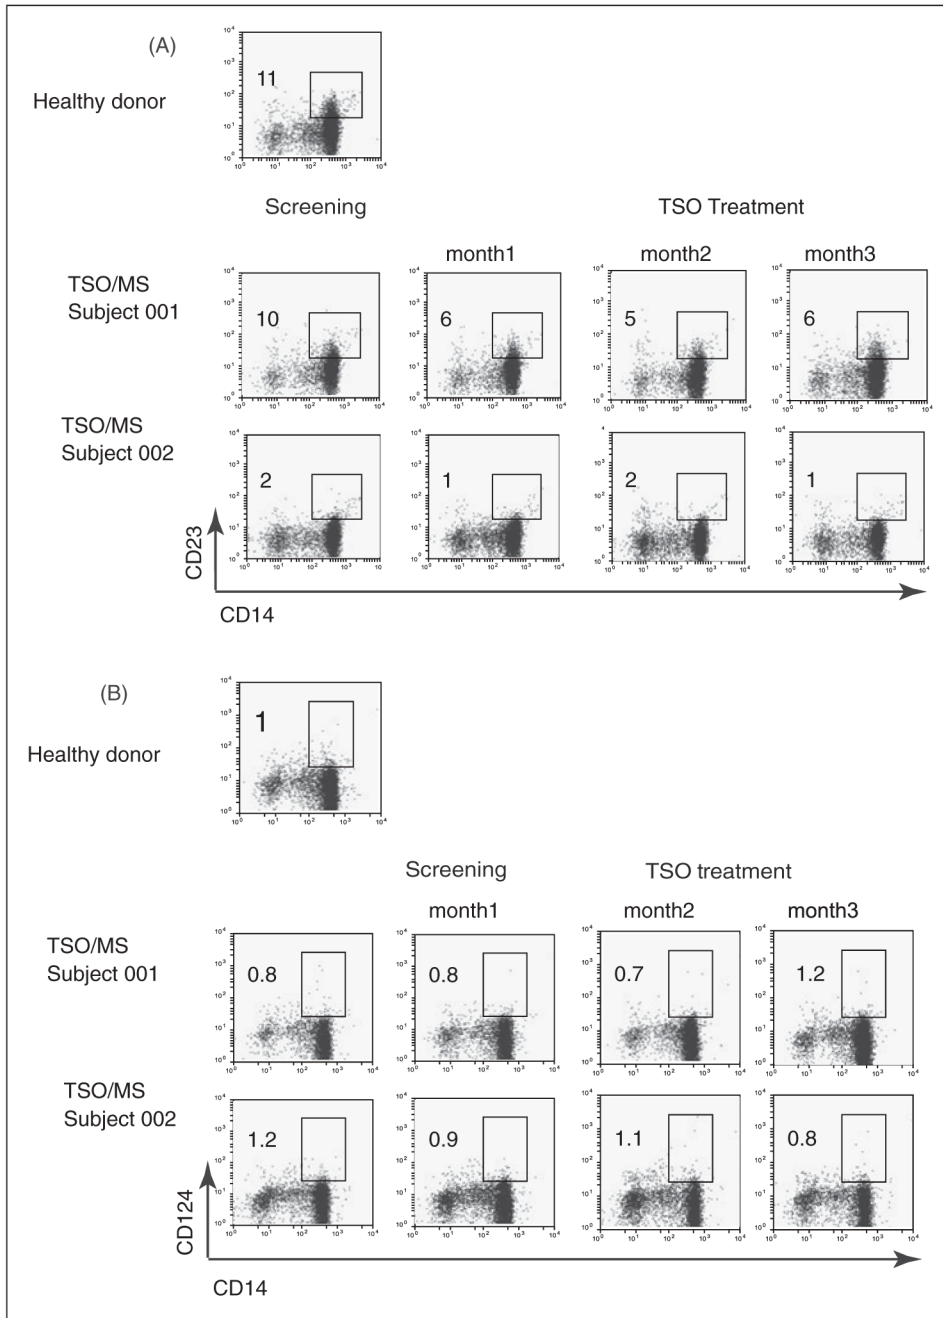 (A)
Healthy donor
11
Screening
TSO Treatment
month1
month2
month3
TSO/MS
Subject 001
10
6
5
6
TSO/MS
Subject 002
2
1
2
1
CD23
CD14
(B)
Healthy donor
1
Screening
TSO treatment
month1
month2
month3
TSO/MS
Subject 001
0.8
0.8
0.7
1.2
TSO/MS
Subject 002
1.2
0.9
1.1
0.8
CD124
CD14